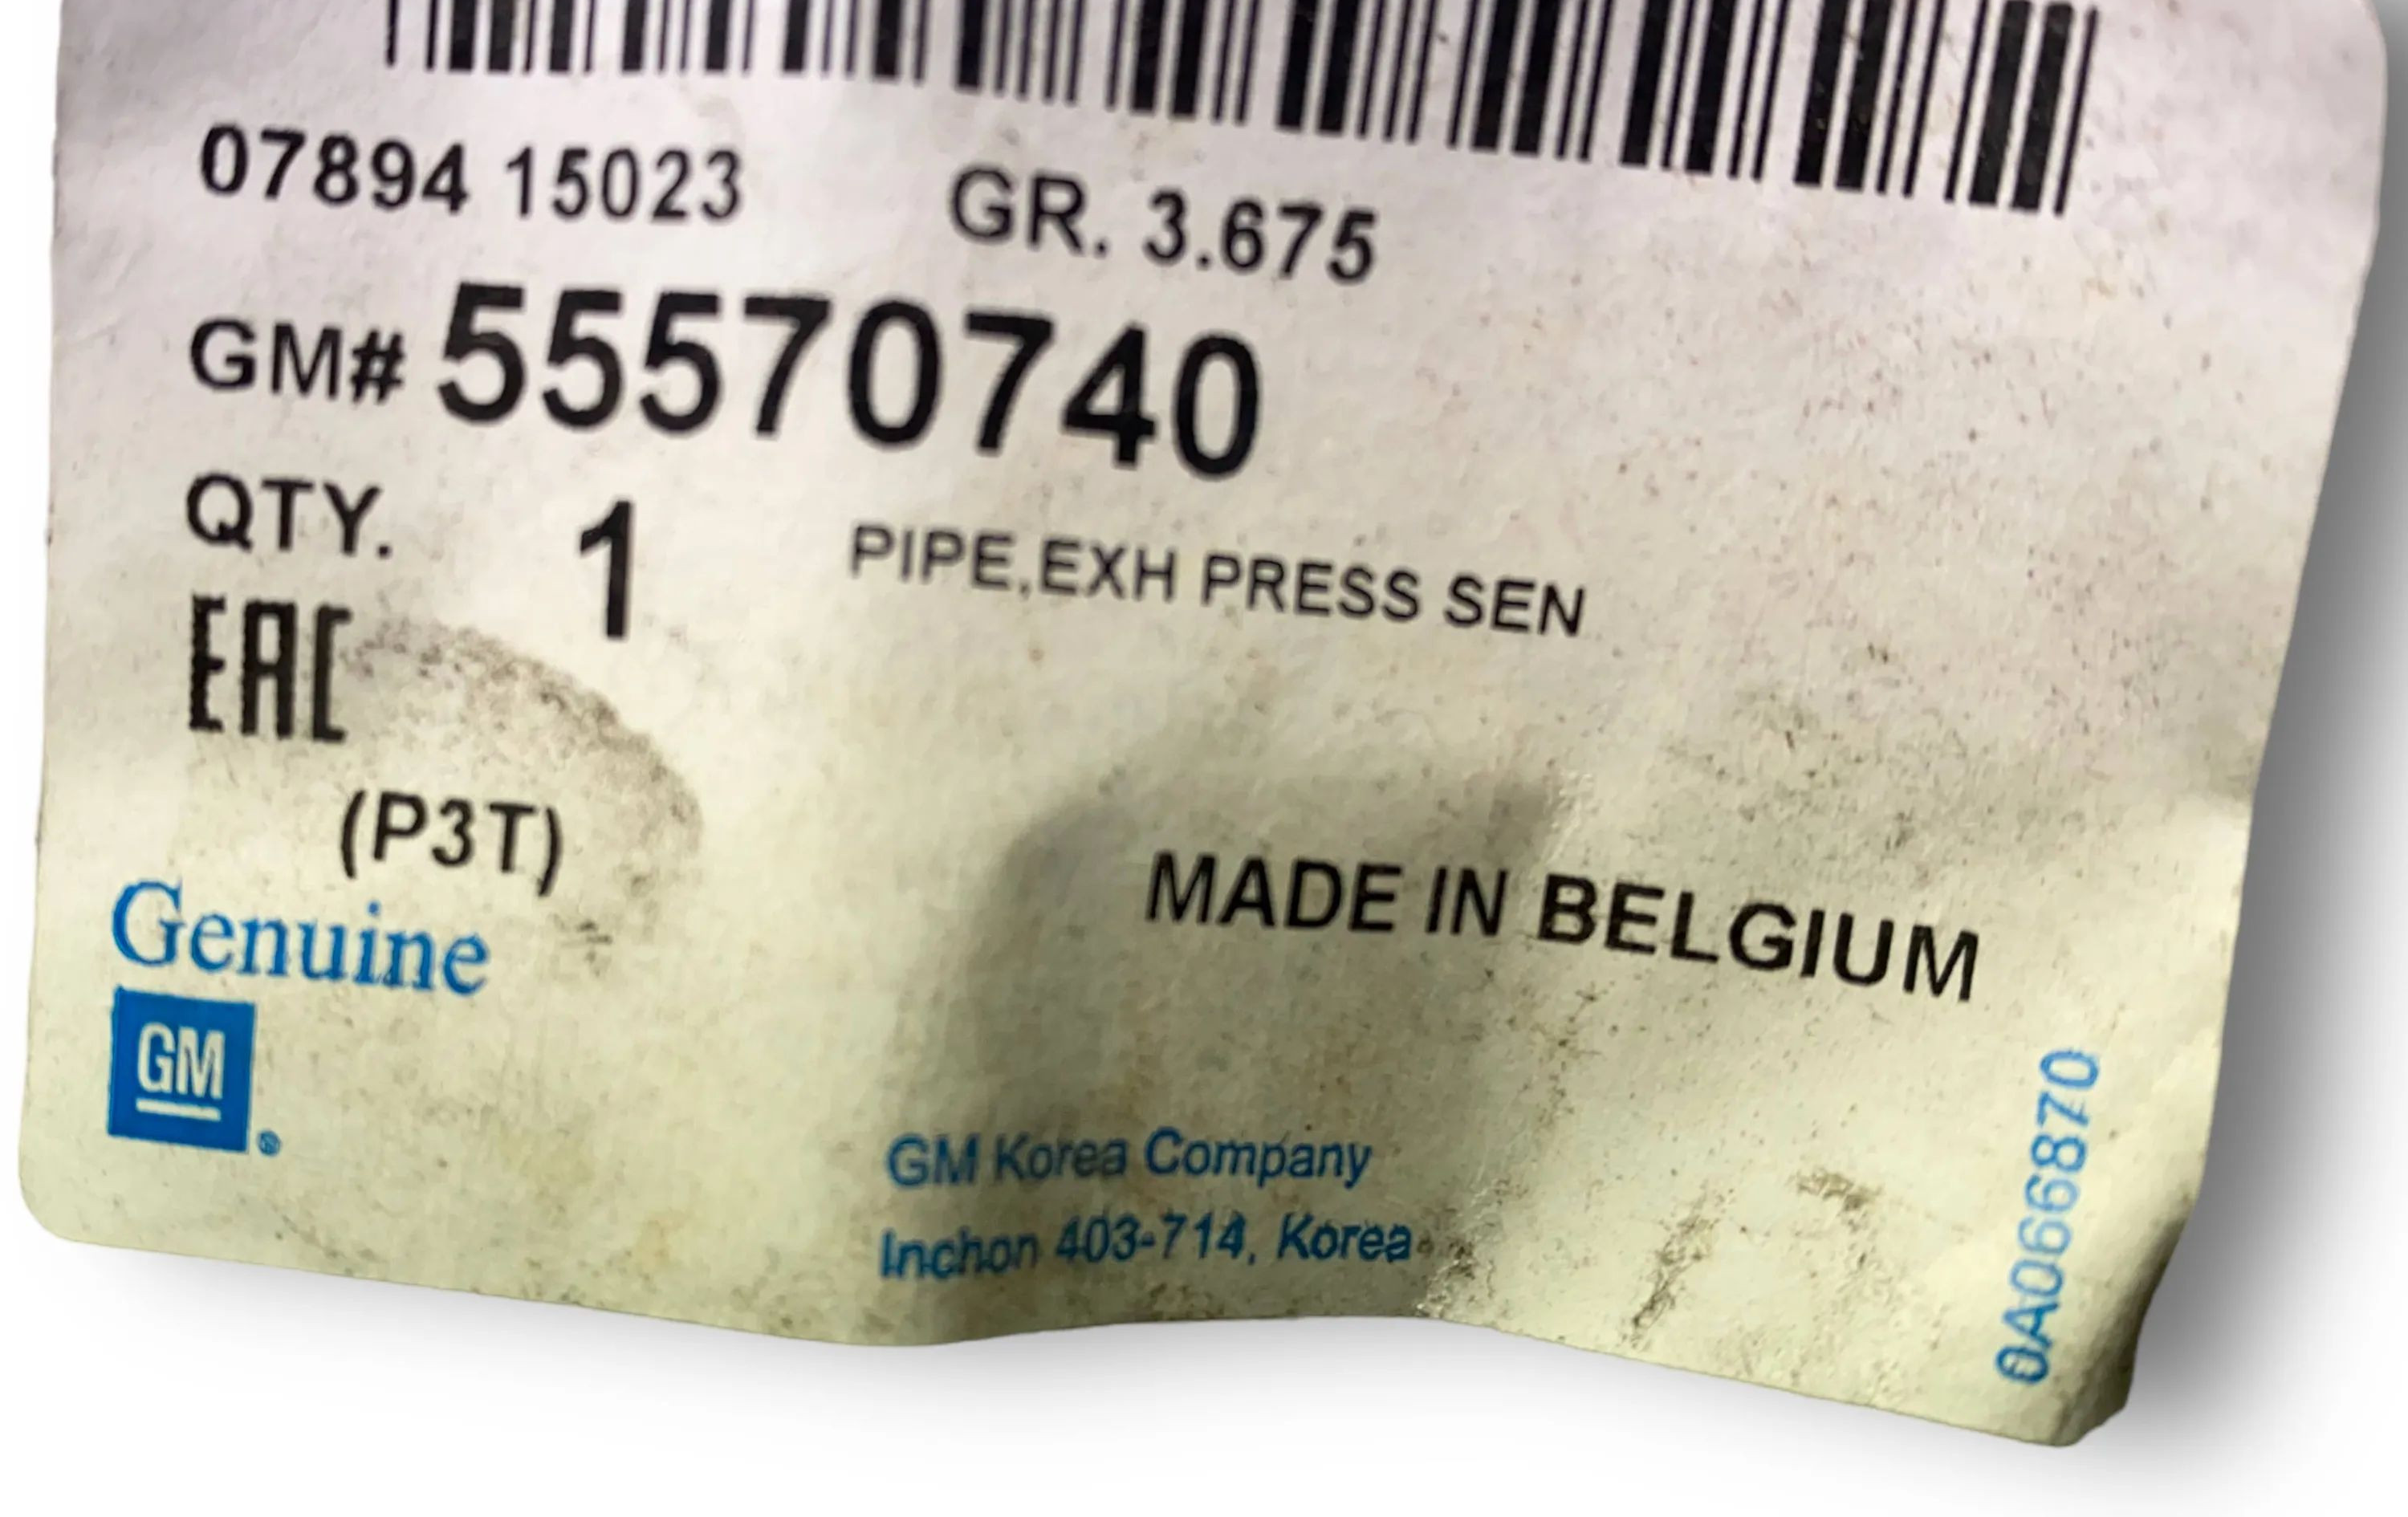 07894 15023 GR. 3.675
GM# 55570740
QTY. 1 PIPE,EXH PRESS SEN
EAC
(P3T)
MADE IN BELGIUM
Genuine
GM ®
GM Korea Company
Inchon 403-714, Korea
0A066870